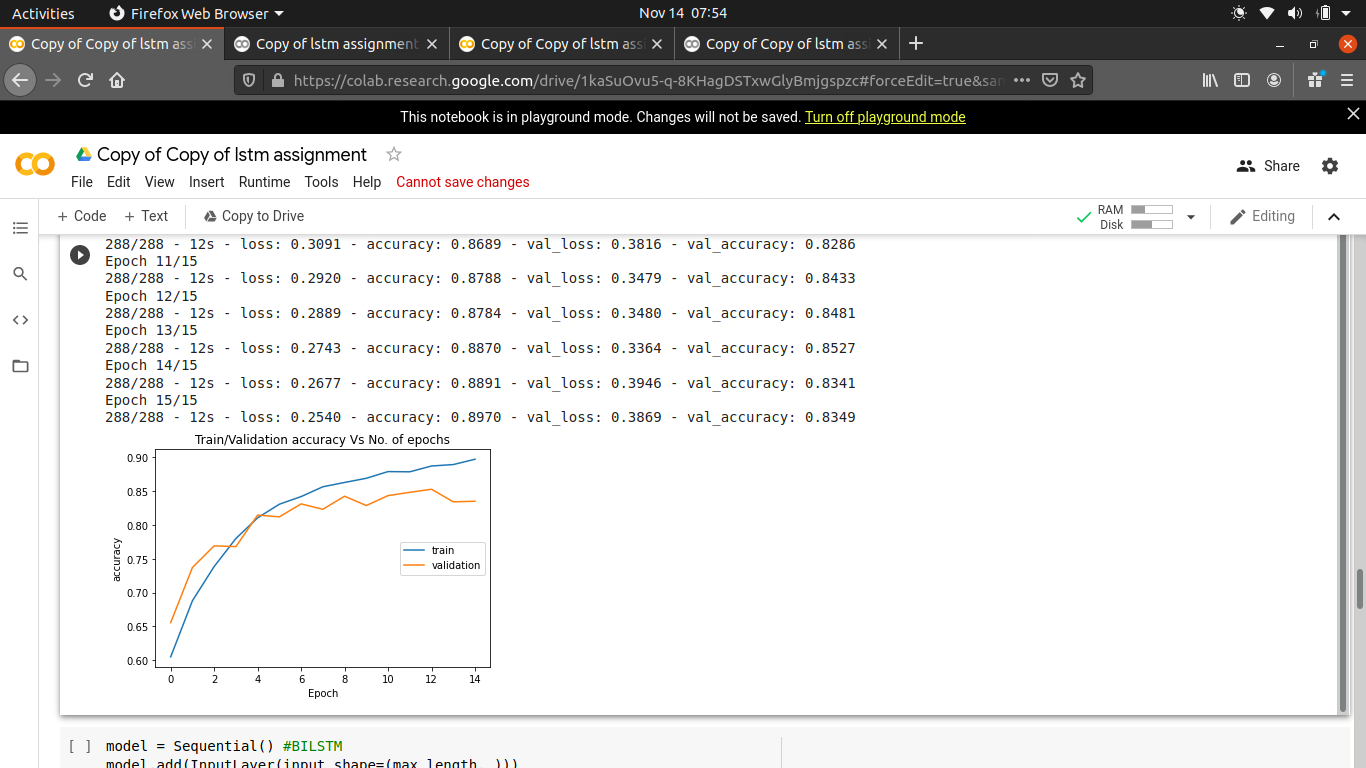 Activities
Firefox Web Browser
Nov 14 07:54
Copy of Copy of lstm ass
Copy of lstm assignment
Copy of Copy of lstm ass
Copy of Copy of lstm ass
https://colab.research.google.com/drive/1kaSuOvu5-q-8KHagDSTxwGlyBmjgspzc#forceEdit=true&san
This notebook is in playground mode. Changes will not be saved. Turn off playground mode
CO
Copy of Copy of lstm assignment
Share
File Edit View Insert Runtime Tools Help Cannot save changes
+ Code + Text Copy to Drive
RAM
Disk
Editing
288/288 - 12s - loss: 0.3091 - accuracy: 0.8689 - val_loss: 0.3816 - val_accuracy: 0.8286
Epoch 11/15
288/288 - 12s - loss: 0.2920 - accuracy: 0.8788 - val_loss: 0.3479 - val_accuracy: 0.8433
Epoch 12/15
288/288 - 12s - loss: 0.2889 - accuracy: 0.8784 - val_loss: 0.3480 - val_accuracy: 0.8481
Epoch 13/15
288/288 - 12s - loss: 0.2743 - accuracy: 0.8870 - val_loss: 0.3364 - val_accuracy: 0.8527
Epoch 14/15
288/288 - 12s - loss: 0.2677 - accuracy: 0.8891 - val_loss: 0.3946 - val_accuracy: 0.8341
Epoch 15/15
288/288 - 12s - loss: 0.2540 - accuracy: 0.8970 - val_loss: 0.3869 - val_accuracy: 0.8349
Train/Validation accuracy Vs No. of epochs
0.90
0.85
0.80
0.75
0.70
0.65
0.60
accuracy
train
validation
0 2 4 6 8 10 12 14
Epoch
[ ] model = Sequential() #BILSTM
model.add(InputLayer(input_shape=(max_length, )))